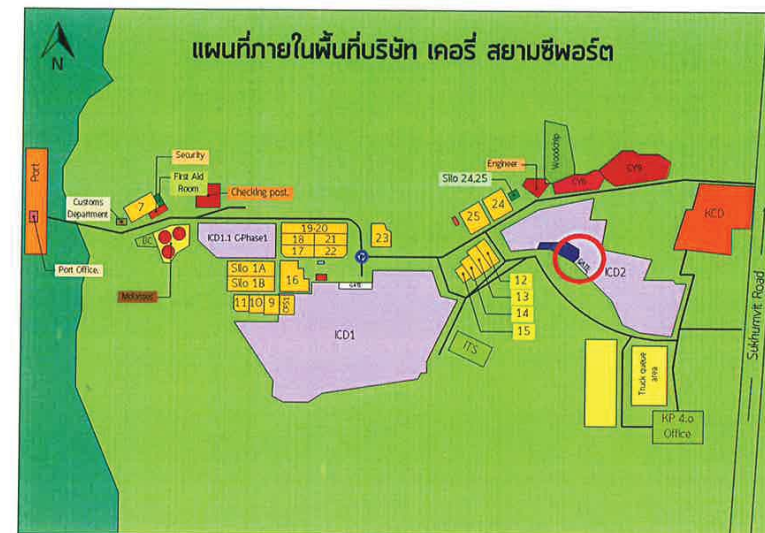 แผนที่ภายในพื้นที่บริษัท เคอรี่ สยามซีพอร์ต
N
Port
Port Office.
Customs
Department
Security
First Aid
Room
Checking post.
7
BC
Molasses
ICD1.1 C-Phase1
19-20
18
21
17
22
23
Silo 1A
Silo 1B
16
11
10
9
GATE
ICD1
ITS
Silo 24,25
25
24
Engineer
Woodchip
CY6
KCD
ICD2
GATE
12
13
14
15
Truck queue
area
KP 4.0
Office
Sukhumvit Road